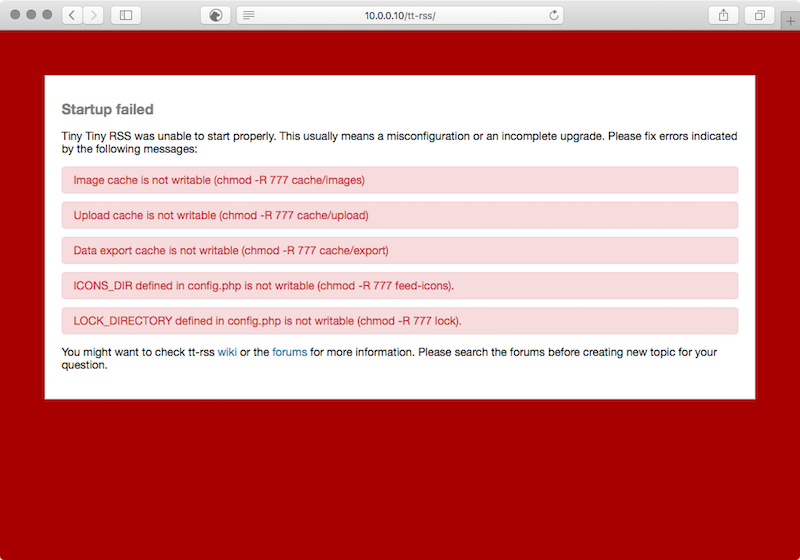 10.0.0.10/tt-rss/
Startup failed
Tiny Tiny RSS was unable to start properly. This usually means a misconfiguration or an incomplete upgrade. Please fix errors indicated
by the following messages:
Image cache is not writable (chmod -R 777 cache/images)
Upload cache is not writable (chmod -R 777 cache/upload)
Data export cache is not writable (chmod -R 777 cache/export)
ICONS_DIR defined in config.php is not writable (chmod -R 777 feed-icons).
LOCK_DIRECTORY defined in config.php is not writable (chmod -R 777 lock).
You might want to check tt-rss wiki or the forums for more information. Please search the forums before creating new topic for your
question.